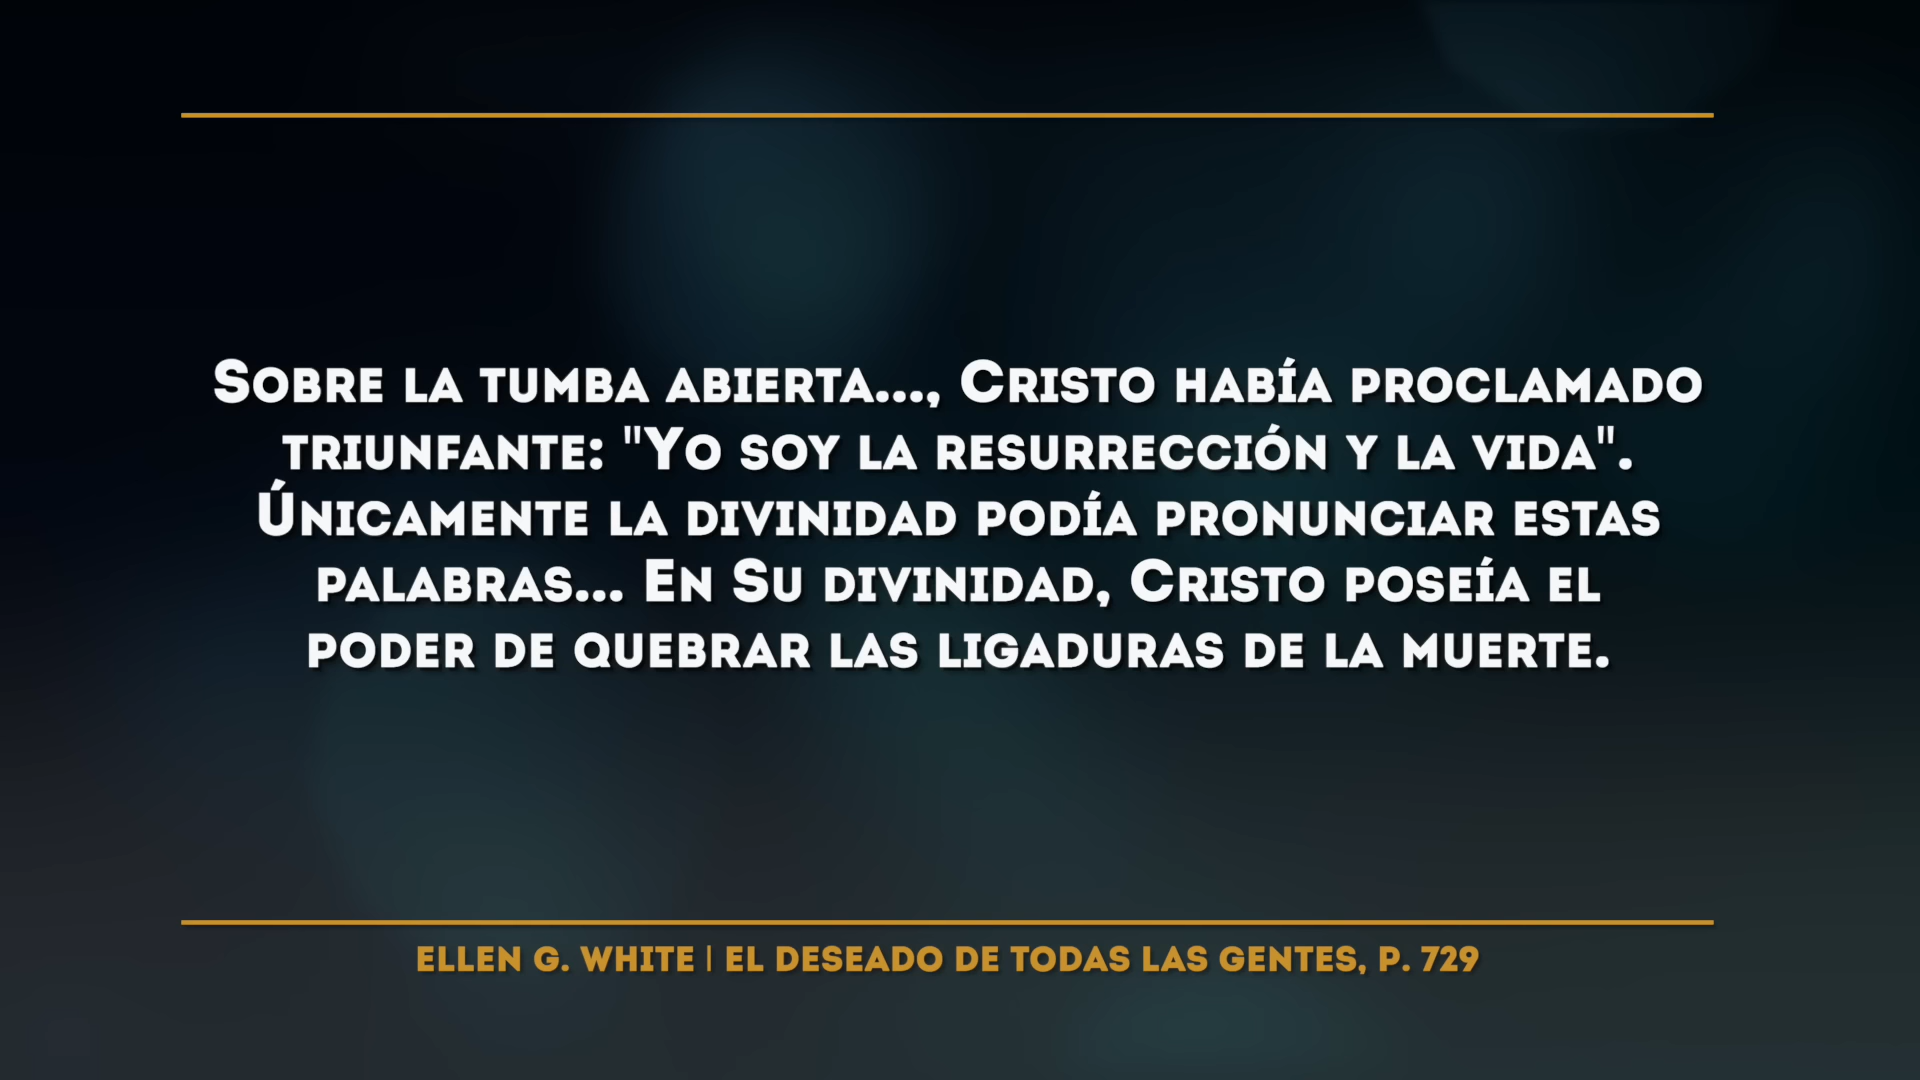 Sobre la tumba abierta..., Cristo había proclamado
triunfante: "Yo soy la resurrección y la vida".
Únicamente la divinidad podía pronunciar estas
palabras... En Su divinidad, Cristo poseía el
poder de quebrar las ligaduras de la muerte.
ELLEN G. WHITE | EL DESEADO DE TODAS LAS GENTES, P. 729